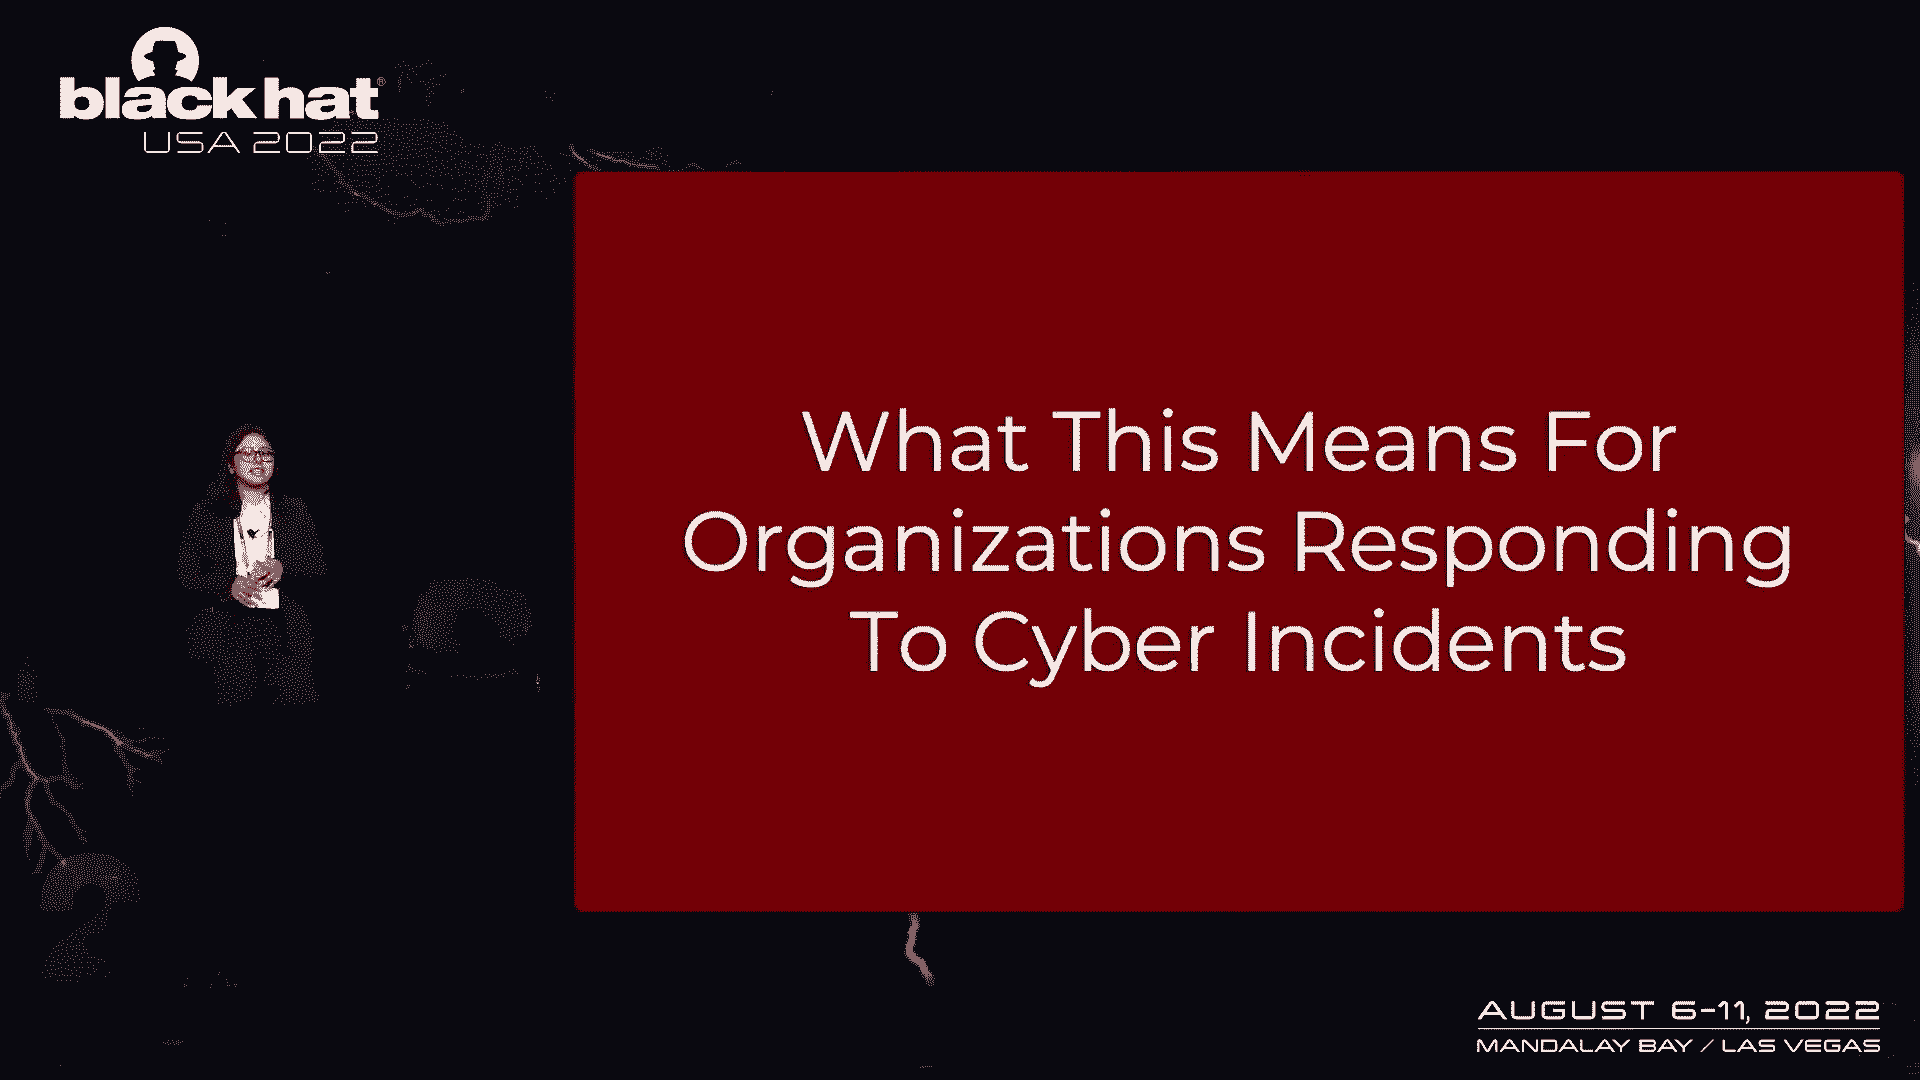 black hat®
USA 2022
What This Means For
Organizations Responding
To Cyber Incidents
AUGUST 6-11, 2022
MANDALAY BAY / LAS VEGAS